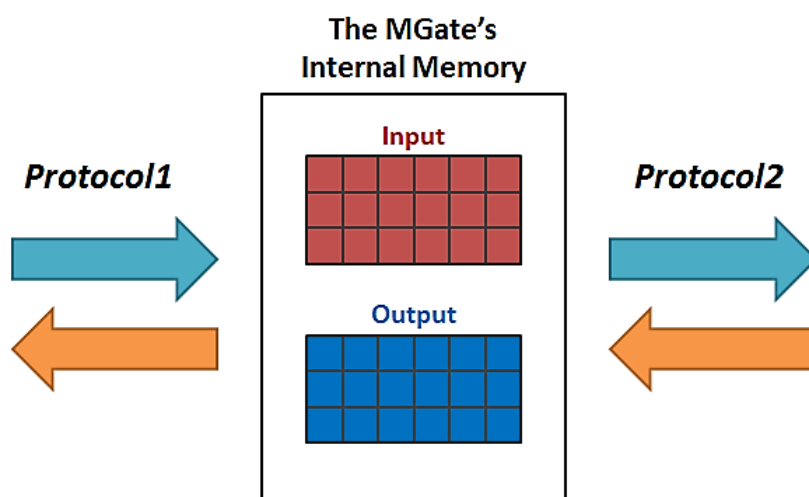 The MGate's
Internal Memory
Input
Protocol1
Protocol2
Output